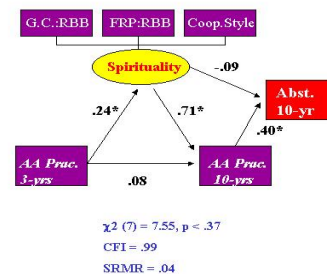 G.C.:RBB FRP:RBB Coop.Style
Spirituality
-.09
Abst.
10-yr
.24* .71*
.40*
AA Prac.
3-yrs
.08
AA Prac.
10-yrs
χ2 (7) = 7.55, p < .37
CFI = .99
SRMR = .04